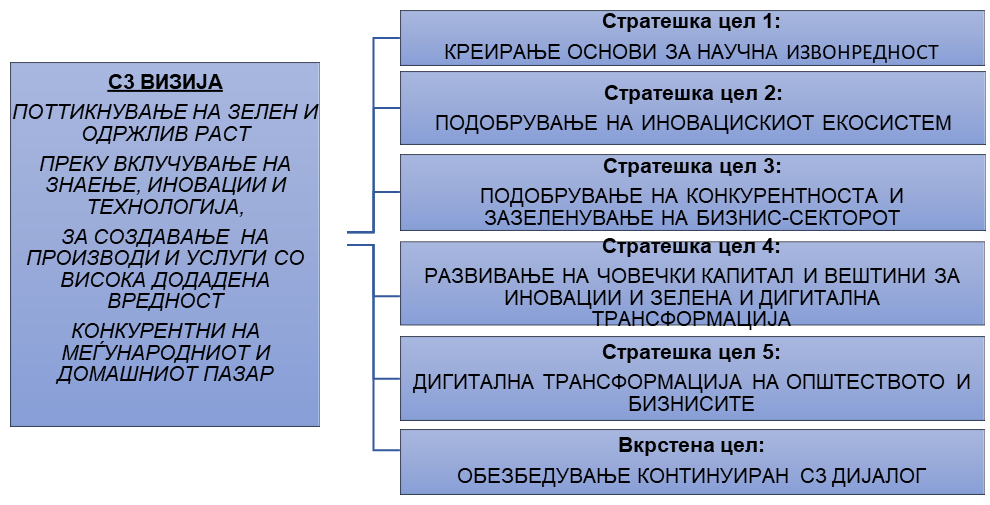 С3 ВИЗИЈА
ПОТТИКНУВАЊЕ НА ЗЕЛЕН И
ОДРЖЛИВ РАСТ
ПРЕКУ ВКЛУЧУВАЊЕ НА
ЗНАЕЊЕ, ИНОВАЦИИ И
ТЕХНОЛОГИЈА,
ЗА СОЗДАВАЊЕ НА
ПРОИЗВОДИ И УСЛУГИ СО
ВИСОКА ДОДАДЕНА
ВРЕДНОСТ
КОНКУРЕНТНИ НА
МЕЃУНАРОДНИОТ И
ДОМАШНИОТ ПАЗАР
Стратешка цел 1:
КРЕИРАЊЕ ОСНОВИ ЗА НАУЧНА ИЗВОНРЕДНОСТ
Стратешка цел 2:
ПОДОБРУВАЊЕ НА ИНОВАЦИСКИОТ ЕКОСИСТЕМ
Стратешка цел 3:
ПОДОБРУВАЊЕ НА КОНКУРЕНТНОСТА И
ЗАЗЕЛЕНУВАЊЕ НА БИЗНИС-СЕКТОРОТ
Стратешка цел 4:
РАЗВИВАЊЕ НА ЧОВЕЧКИ КАПИТАЛ И ВЕШТИНИ ЗА
ИНОВАЦИИ И ЗЕЛЕНА И ДИГИТАЛНА
ТРАНСФОРМАЦИЈА
Стратешка цел 5:
ДИГИТАЛНА ТРАНСФОРМАЦИЈА НА ОПШТЕСТВОТО И
БИЗНИСИТЕ
Вкрстена цел:
ОБЕЗБЕДУВАЊЕ КОНТИНУИРАН С3 ДИЈАЛОГ